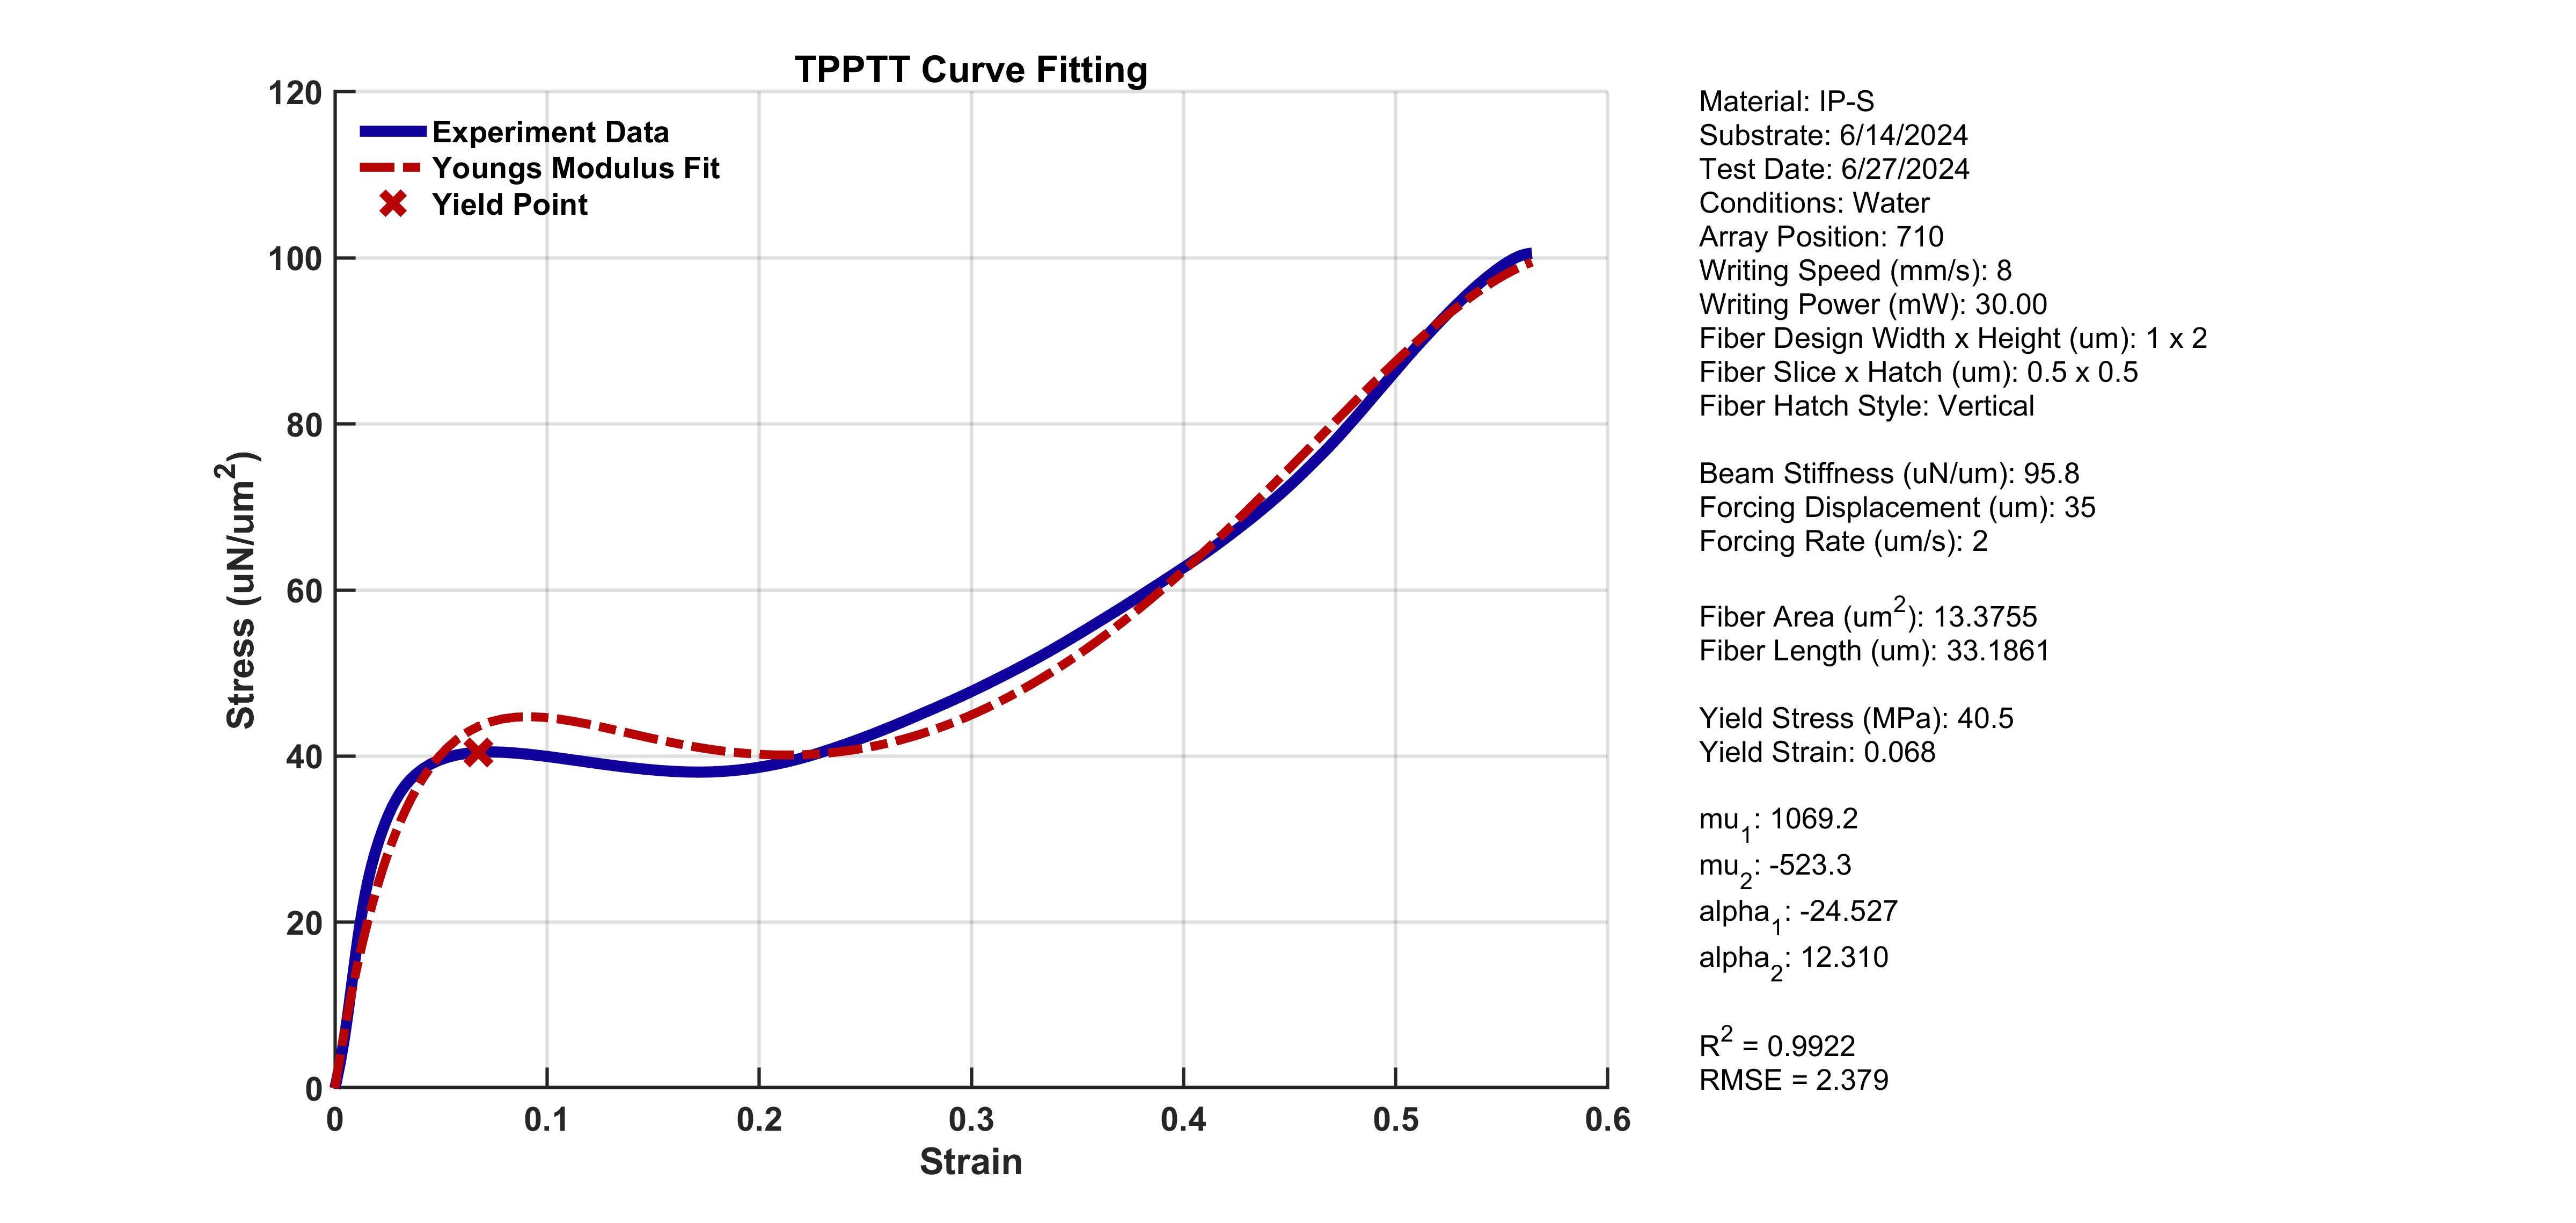 TPPTT Curve Fitting
120
100
80
60
40
20
0
0 0.1 0.2 0.3 0.4 0.5 0.6
Strain
Stress (uN/um²)
Experiment Data
Youngs Modulus Fit
Yield Point
Material: IP-S
Substrate: 6/14/2024
Test Date: 6/27/2024
Conditions: Water
Array Position: 710
Writing Speed (mm/s): 8
Writing Power (mW): 30.00
Fiber Design Width x Height (um): 1 x 2
Fiber Slice x Hatch (um): 0.5 x 0.5
Fiber Hatch Style: Vertical
Beam Stiffness (uN/um): 95.8
Forcing Displacement (um): 35
Forcing Rate (um/s): 2
Fiber Area (um²): 13.3755
Fiber Length (um): 33.1861
Yield Stress (MPa): 40.5
Yield Strain: 0.068
mu₁: 1069.2
mu₂: -523.3
alpha₁: -24.527
alpha₂: 12.310
R² = 0.9922
RMSE = 2.379